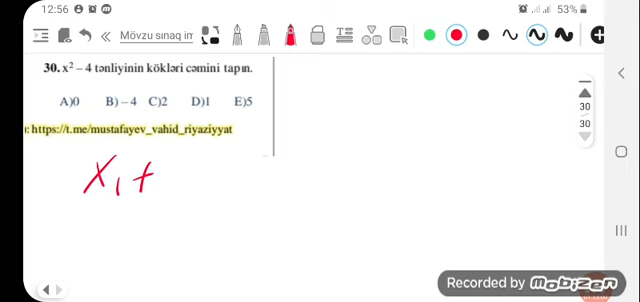 12:56 53%
Mövzu sınaq im
30. x² – 4 tənliyinin kökləri cəmini tapın.
A)0 B) – 4 C)2 D)1 E)5
: https://t.me/mustafayev_vahid_riyaziyyat
30
30
x₁ +
Recorded by mobizen